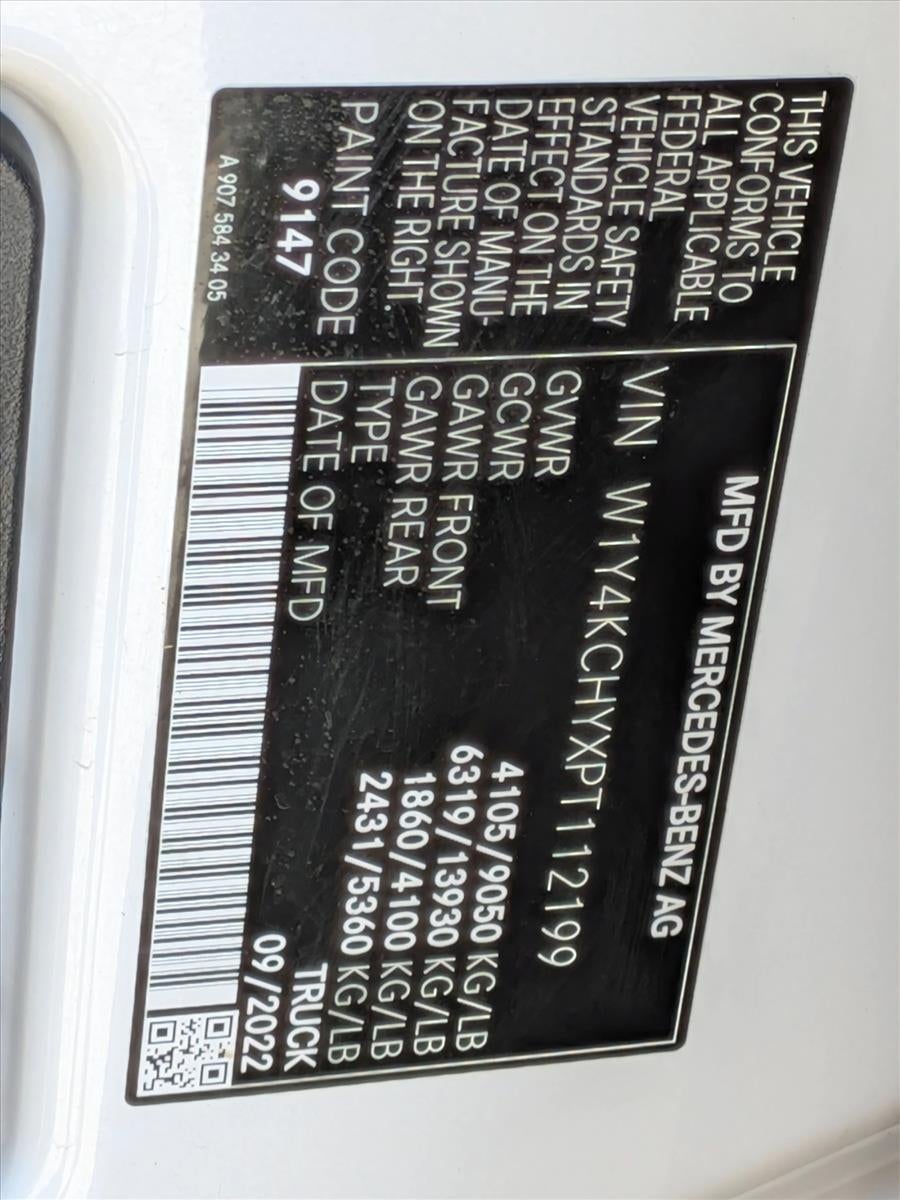 THIS VEHICLE
CONFORMS TO
ALL APPLICABLE
FEDERAL
VEHICLE SAFETY
STANDARDS IN
EFFECT ON THE
DATE OF MANU-
FACTURE SHOWN
ON THE RIGHT
PAINT CODE
9147
A 907 584 34 05
MFD BY MERCEDES-BENZ AG
VIN W1Y4KCHYXPT112199
GVWR 4105/9050 KG/LB
GCWR 6319/13930 KG/LB
GAWR FRONT 1860/4100 KG/LB
GAWR REAR 2431/5360 KG/LB
TYPE TRUCK
DATE OF MFD 09/2022